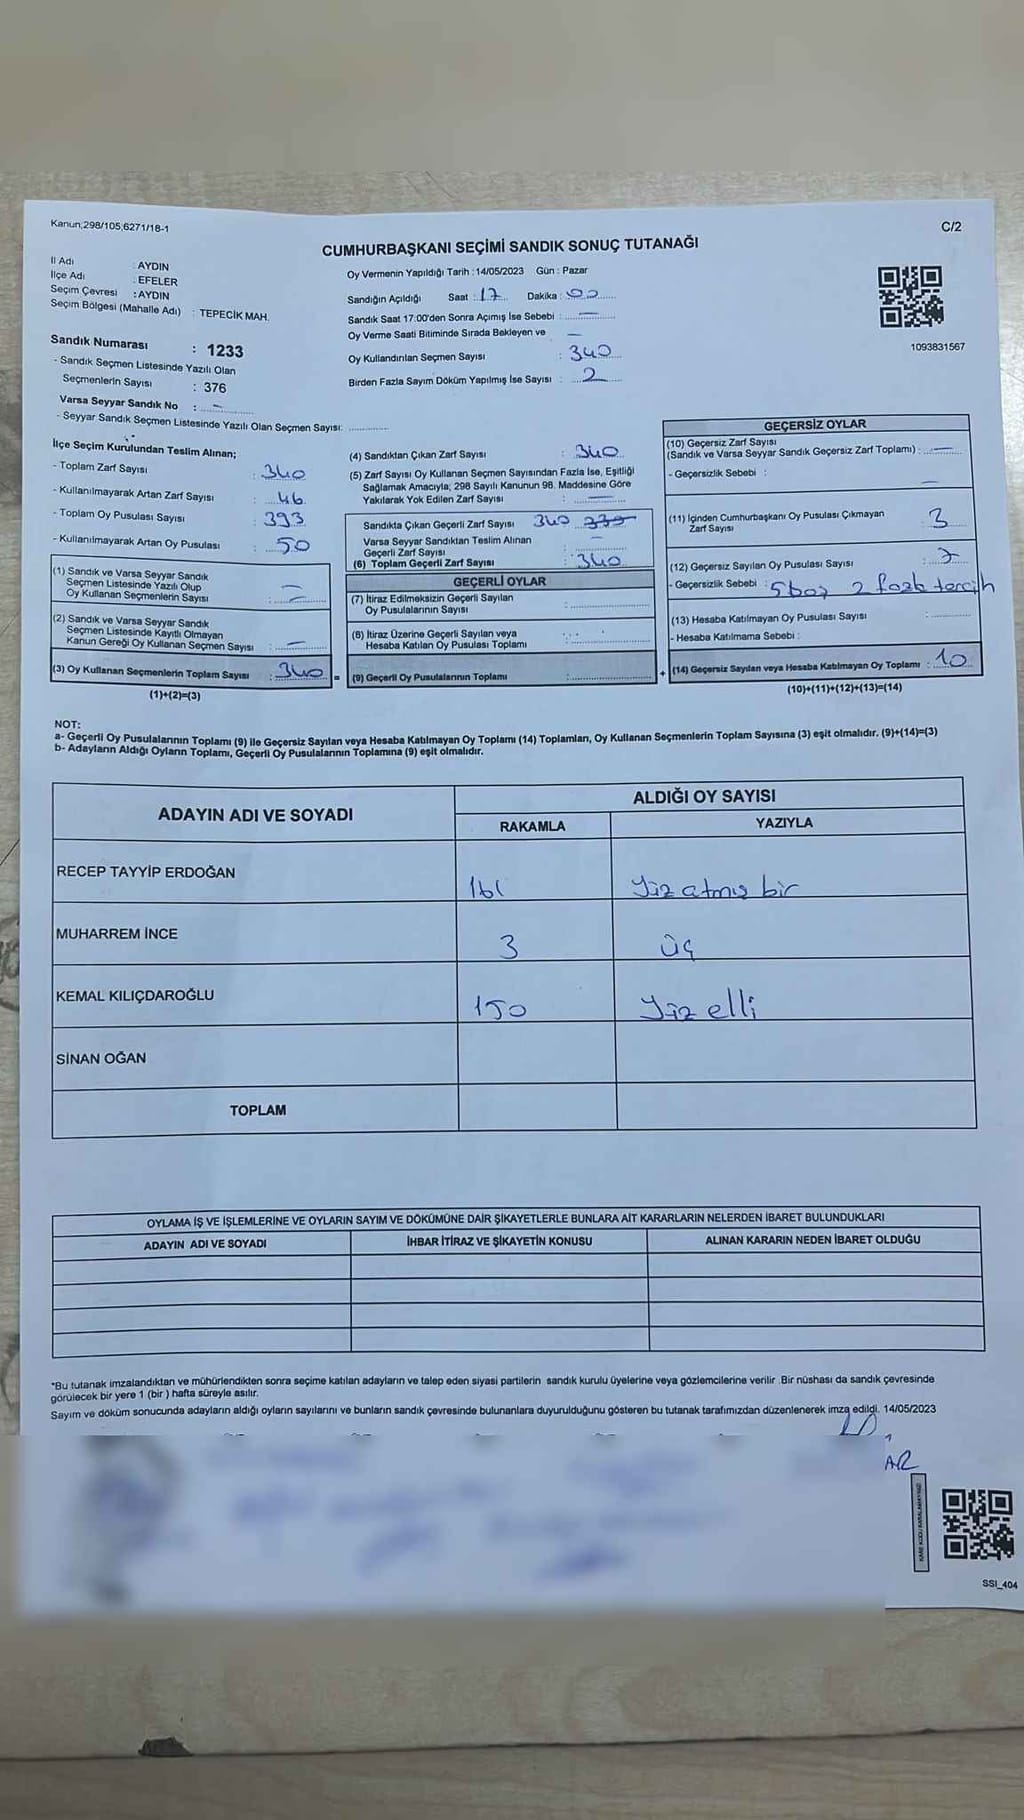 Kanun;298/105;6271/18-1
C/2
CUMHURBAŞKANI SEÇİMİ SANDIK SONUÇ TUTANAĞI
İl Adı : AYDIN
İlçe Adı : EFELER
Seçim Çevresi : AYDIN
Seçim Bölgesi (Mahalle Adı) : TEPECİK MAH.
Oy Vermenin Yapıldığı Tarih : 14/05/2023 Gün : Pazar
Sandığın Açıldığı Saat : 17 Dakika : 00
Sandık Saat 17:00'den Sonra Açımış İse Sebebi : —
Oy Verme Saati Bitiminde Sırada Bekleyen ve —
Oy Kullandırılan Seçmen Sayısı : 340
Birden Fazla Sayım Döküm Yapılmış İse Sayısı : 2
1093831567
Sandık Numarası : 1233
- Sandık Seçmen Listesinde Yazılı Olan
Seçmenlerin Sayısı : 376
Varsa Seyyar Sandık No : —
- Seyyar Sandık Seçmen Listesinde Yazılı Olan Seçmen Sayısı: ..............
İlçe Seçim Kurulundan Teslim Alınan;
- Toplam Zarf Sayısı : 340
- Kullanılmayarak Artan Zarf Sayısı : 46
- Toplam Oy Pusulası Sayısı : 393
- Kullanılmayarak Artan Oy Pusulası : 50
(1) Sandık ve Varsa Seyyar Sandık
Seçmen Listesinde Yazılı Olup
Oy Kullanan Seçmenlerin Sayısı : —
(2) Sandık ve Varsa Seyyar Sandık
Seçmen Listesinde Kayıtlı Olmayan
Kanun Gereği Oy Kullanan Seçmen Sayısı : —
(3) Oy Kullanan Seçmenlerin Toplam Sayısı : 340
(1)+(2)=(3)
(4) Sandıktan Çıkan Zarf Sayısı : 340
(5) Zarf Sayısı Oy Kullanan Seçmen Sayısından Fazla İse, Eşitliği
Sağlamak Amacıyla; 298 Sayılı Kanunun 98. Maddesine Göre
Yakılarak Yok Edilen Zarf Sayısı : —
Sandıkta Çıkan Geçerli Zarf Sayısı 340
Varsa Seyyar Sandıktan Teslim Alınan
Geçerli Zarf Sayısı : —
(6) Toplam Geçerli Zarf Sayısı : 340
=
GEÇERLİ OYLAR
(7) İtiraz Edilmeksizin Geçerli Sayılan
Oy Pusulalarının Sayısı :
(8) İtiraz Üzerine Geçerli Sayılan veya
Hesaba Katılan Oy Pusulası Toplamı :
(9) Geçerli Oy Pusulalarının Toplamı :
+
GEÇERSİZ OYLAR
(10) Geçersiz Zarf Sayısı
(Sandık ve Varsa Seyyar Sandık Geçersiz Zarf Toplamı) : —
- Geçersizlik Sebebi : —
(11) İçinden Cumhurbaşkanı Oy Pusulası Çıkmayan
Zarf Sayısı 3
(12) Geçersiz Sayılan Oy Pusulası Sayısı : 7
- Geçersizlik Sebebi : 5 boş 2 fazla tercih
(13) Hesaba Katılmayan Oy Pusulası Sayısı :
- Hesaba Katılmama Sebebi :
(14) Geçersiz Sayılan veya Hesaba Katılmayan Oy Toplamı : 10
(10)+(11)+(12)+(13)=(14)
NOT:
a- Geçerli Oy Pusulalarının Toplamı (9) ile Geçersiz Sayılan veya Hesaba Katılmayan Oy Toplamı (14) Toplamları, Oy Kullanan Seçmenlerin Toplam Sayısına (3) eşit olmalıdır. (9)+(14)=(3)
b- Adayların Aldığı Oyların Toplamı, Geçerli Oy Pusulalarının Toplamına (9) eşit olmalıdır.
ADAYIN ADI VE SOYADI
ALDIĞI OY SAYISI
RAKAMLA YAZIYLA
RECEP TAYYİP ERDOĞAN 161 Yüz atmış bir
MUHARREM İNCE 3 üç
KEMAL KILIÇDAROĞLU 150 Yüz elli
SİNAN OĞAN
TOPLAM
OYLAMA İŞ VE İŞLEMLERİNE VE OYLARIN SAYIM VE DÖKÜMÜNE DAİR ŞİKAYETLERLE BUNLARA AİT KARARLARIN NELERDEN İBARET BULUNDUKLARI
ADAYIN ADI VE SOYADI İHBAR İTİRAZ VE ŞİKAYETİN KONUSU ALINAN KARARIN NEDEN İBARET OLDUĞU
*Bu tutanak imzalandıktan ve mühürlendikten sonra seçime katılan adayların ve talep eden siyasi partilerin sandık kurulu üyelerine veya gözlemcilerine verilir. Bir nüshası da sandık çevresinde
görülecek bir yere 1 (bir ) hafta süreyle asılır.
Sayım ve döküm sonucunda adayların aldığı oyların sayılarını ve bunların sandık çevresinde bulunanlara duyurulduğunu gösteren bu tutanak tarafımızdan düzenlenerek imza edildi. 14/05/2023
AR
KARE KODU KARALAMAYINIZ
SSI_404